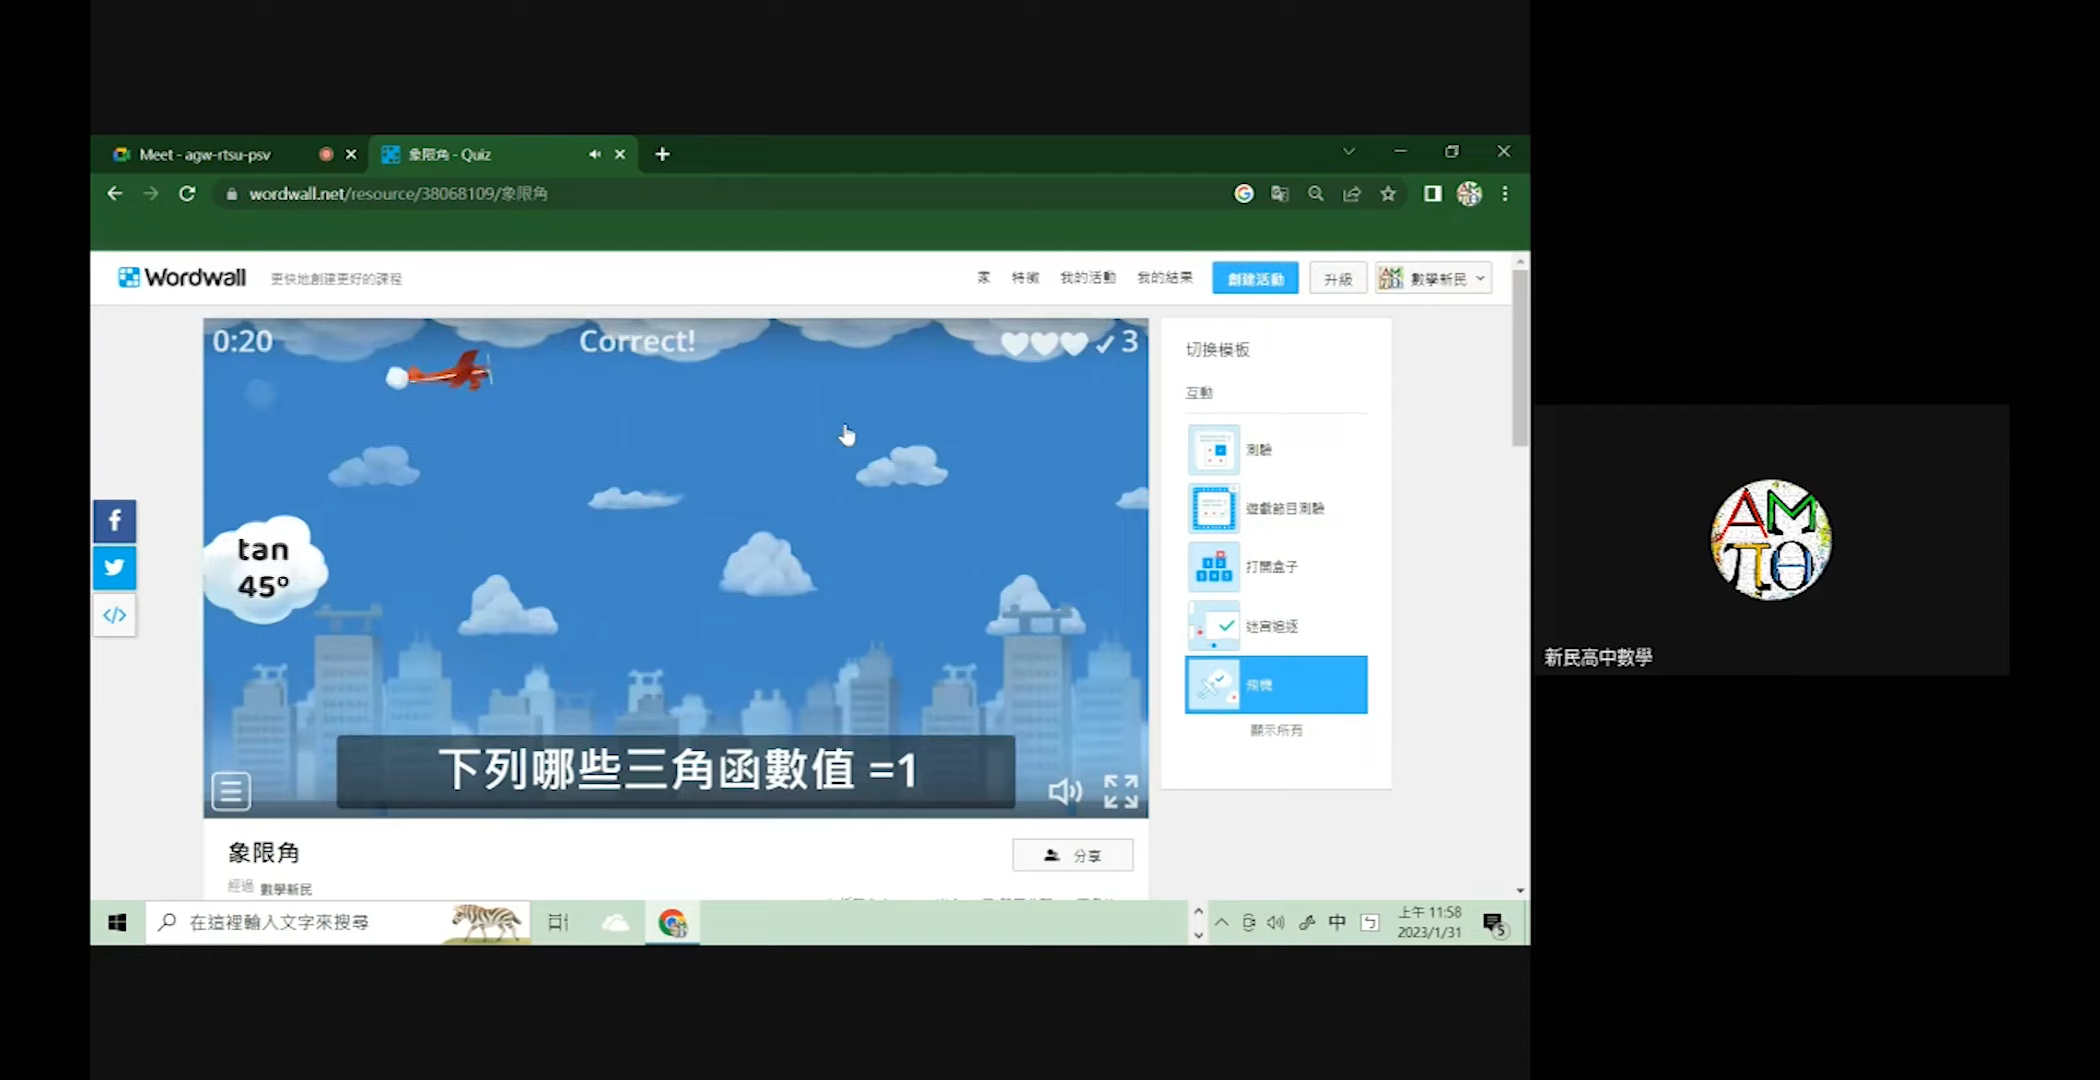 Meet - agw-rtsu-psv
象限角 - Quiz
wordwall.net/resource/38068109/象限角
Wordwall
更快地創建更好的課程
家 特徵 我的活動 我的結果 創建活動 升級 數學新民
0:20
Correct!
3
tan
45°
下列哪些三角函數值 =1
切換模板
互動
測驗
遊戲節目測驗
打開盒子
迷宮追逐
飛機
顯示所有
象限角
分享
經過 數學新民
在這裡輸入文字來搜尋
中
ㄅ
上午 11:58
2023/1/31
5
AM
πθ
新民高中數學